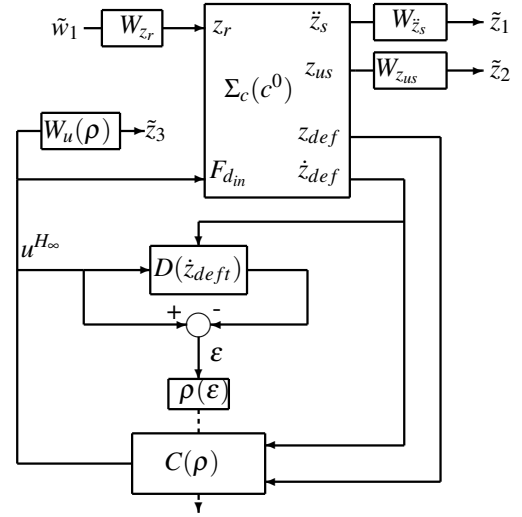 w̃₁ W_{z_r} z_r z̈_s W_{z̈_s} z̃₁
z_{us} W_{z_{us}} z̃₂
Σ_c(c⁰)
W_u(ρ) z̃₃ z_{def}
F_{d_{in}} ż_{def}
u^{H_∞}
D(ż_{deft})
+ -
ε
ρ(ε)
C(ρ)